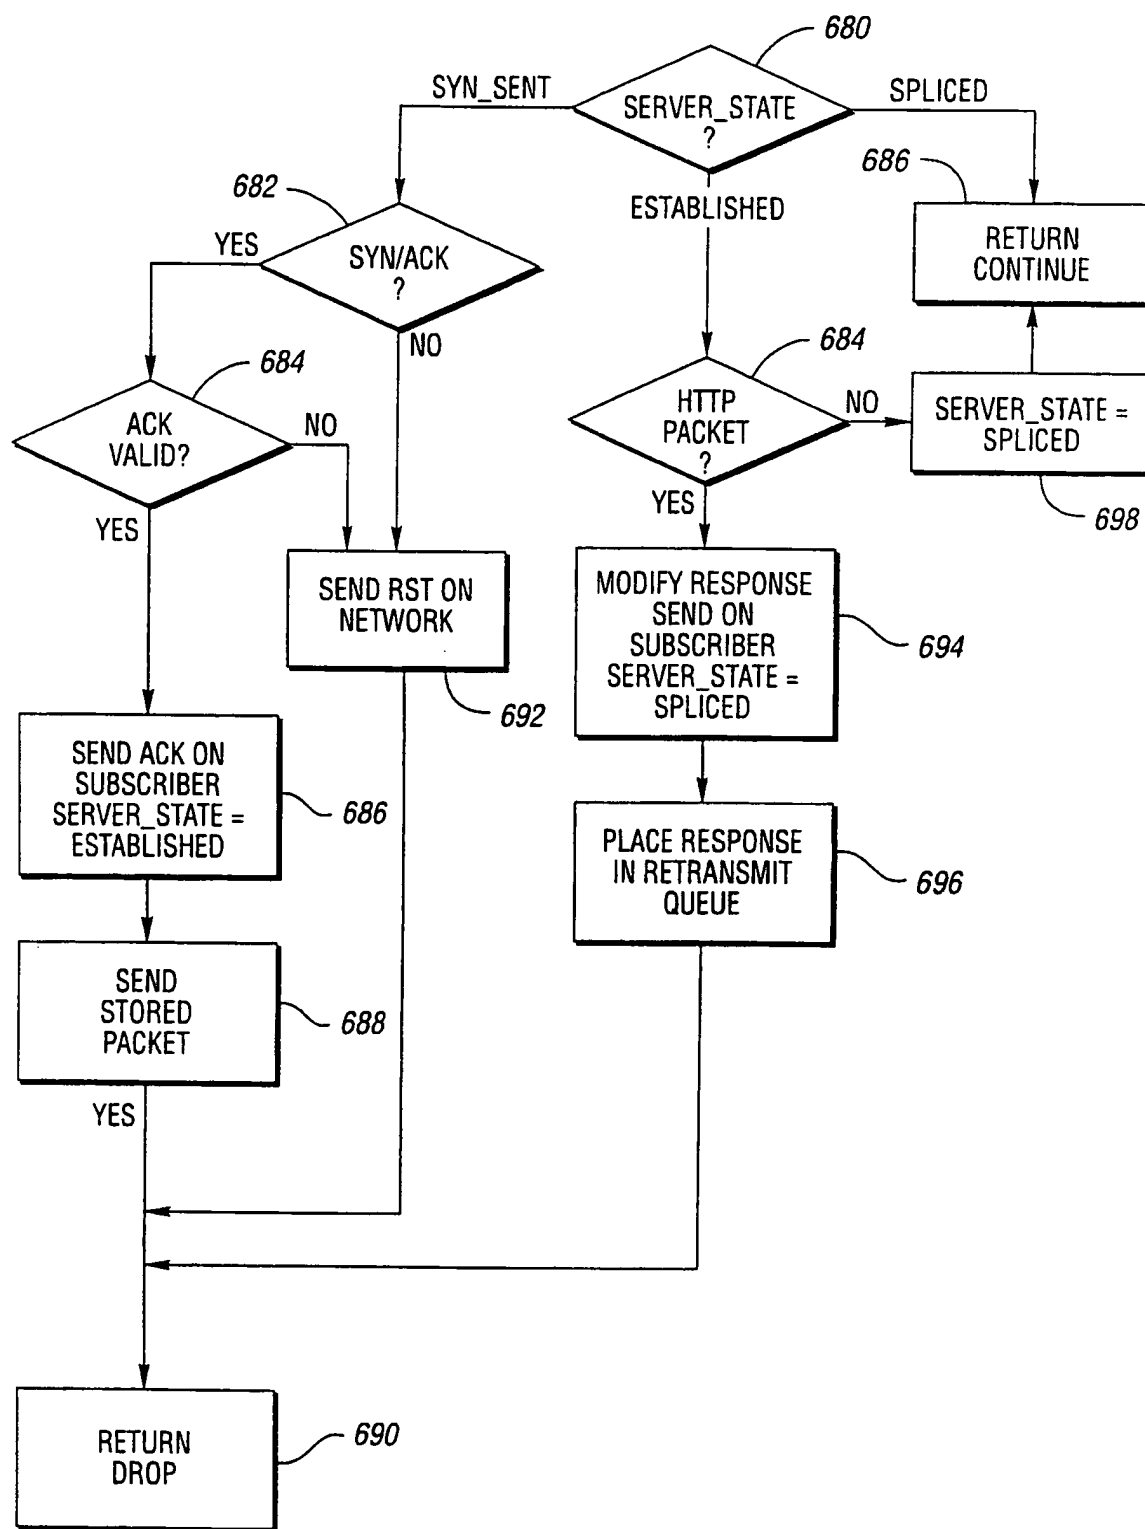 680
SYN_SENT
SERVER_STATE
?
SPLICED
686
RETURN
CONTINUE
682
YES
SYN/ACK
?
NO
ESTABLISHED
684
ACK
VALID?
NO
YES
684
HTTP
PACKET
?
NO
YES
SERVER_STATE =
SPLICED
698
SEND RST ON
NETWORK
692
MODIFY RESPONSE
SEND ON
SUBSCRIBER
SERVER_STATE =
SPLICED
694
SEND ACK ON
SUBSCRIBER
SERVER_STATE =
ESTABLISHED
686
PLACE RESPONSE
IN RETRANSMIT
QUEUE
696
SEND
STORED
PACKET
688
YES
RETURN
DROP
690